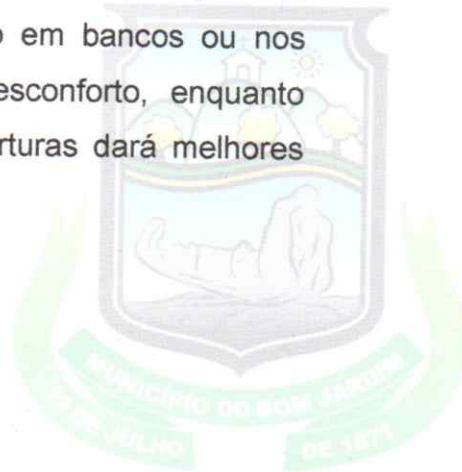 o em bancos ou nos
esconforto, enquanto
rturas dará melhores
MUNICÍPIO DO BOM JARDIM
DE JULHO
DE 1871